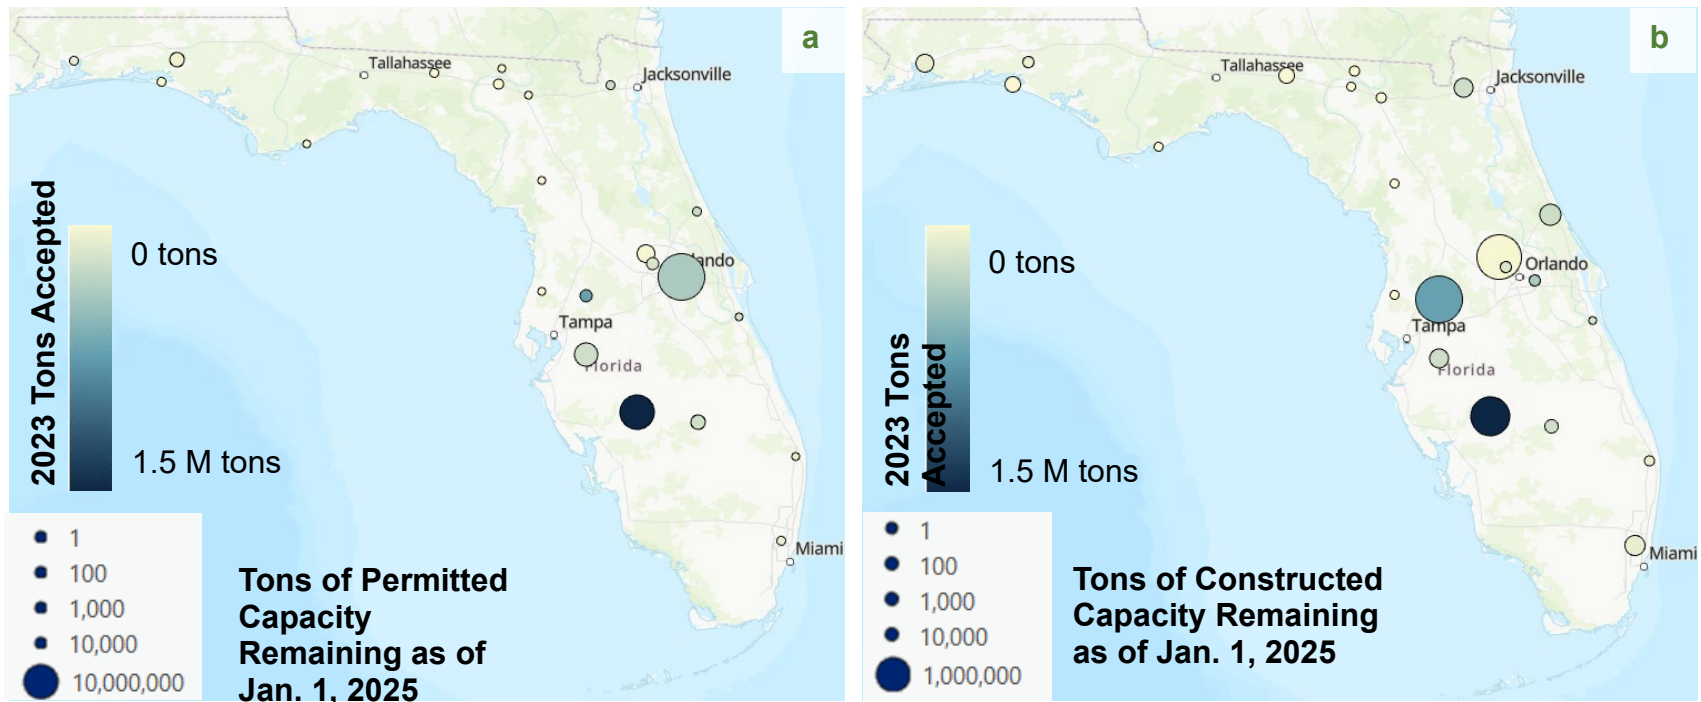 a
Tallahassee
Jacksonville
lando
Tampa
Florida
Miami
2023 Tons Accepted
0 tons
1.5 M tons
1
100
1,000
10,000
10,000,000
Tons of Permitted
Capacity
Remaining as of
Jan. 1, 2025
b
Tallahassee
Jacksonville
Orlando
Tampa
Florida
Miami
2023 Tons
Accepted
0 tons
1.5 M tons
1
100
1,000
10,000
1,000,000
Tons of Constructed
Capacity Remaining
as of Jan. 1, 2025